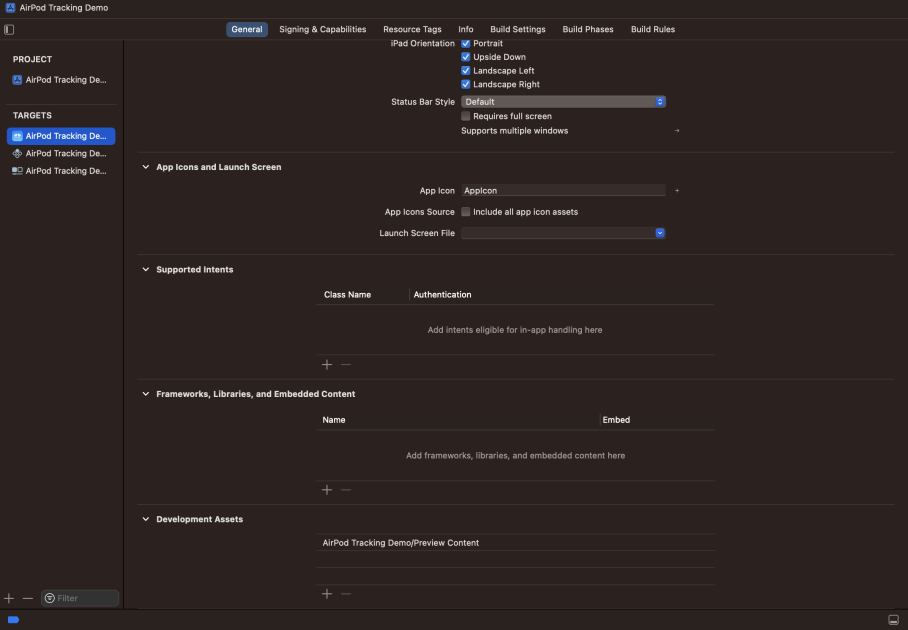 AirPod Tracking Demo
General Signing & Capabilities Resource Tags Info Build Settings Build Phases Build Rules
PROJECT
AirPod Tracking De...
TARGETS
AirPod Tracking De...
AirPod Tracking De...
AirPod Tracking De...
iPad Orientation Portrait
Upside Down
Landscape Left
Landscape Right
Status Bar Style Default
Requires full screen
Supports multiple windows
App Icons and Launch Screen
App Icon AppIcon
App Icons Source Include all app icon assets
Launch Screen File
Supported Intents
Class Name Authentication
Add intents eligible for in-app handling here
Frameworks, Libraries, and Embedded Content
Name Embed
Add frameworks, libraries, and embedded content here
Development Assets
AirPod Tracking Demo/Preview Content
Filter